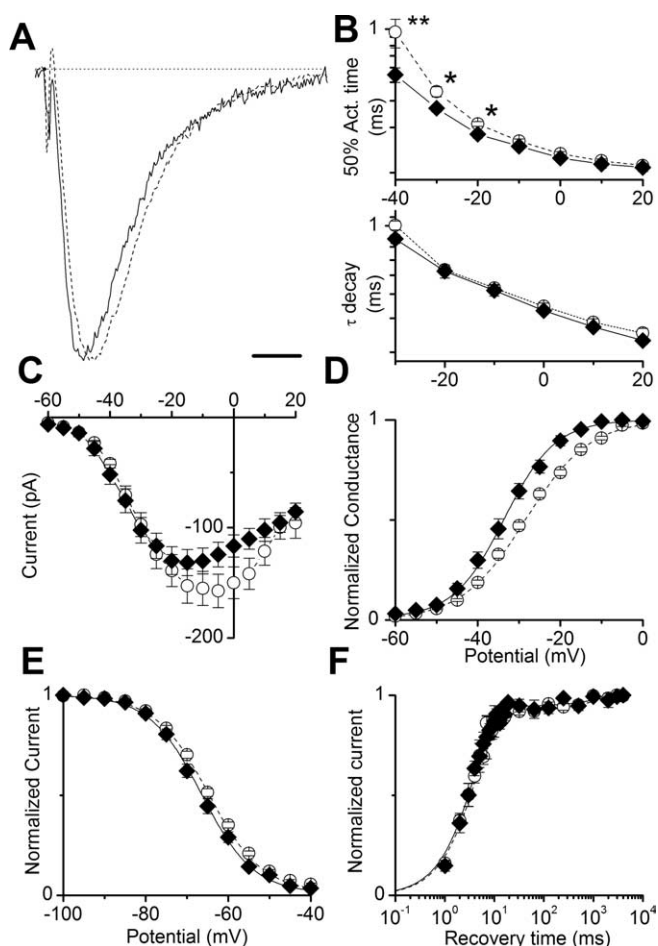 A
B
1
**
*
*
50% Act. time
(ms)
-40 -20 0 20
1
τ decay
(ms)
-20 0 20
C
-60 -40 -20 0 20
Current (pA)
-100
-200
D
1
Normalized Conductance
0
-60 -40 -20 0
Potential (mV)
E
1
Normalized Current
0
-100 -80 -60 -40
Potential (mV)
F
1
Normalized current
0
10⁻¹ 10⁰ 10¹ 10² 10³ 10⁴
Recovery time (ms)